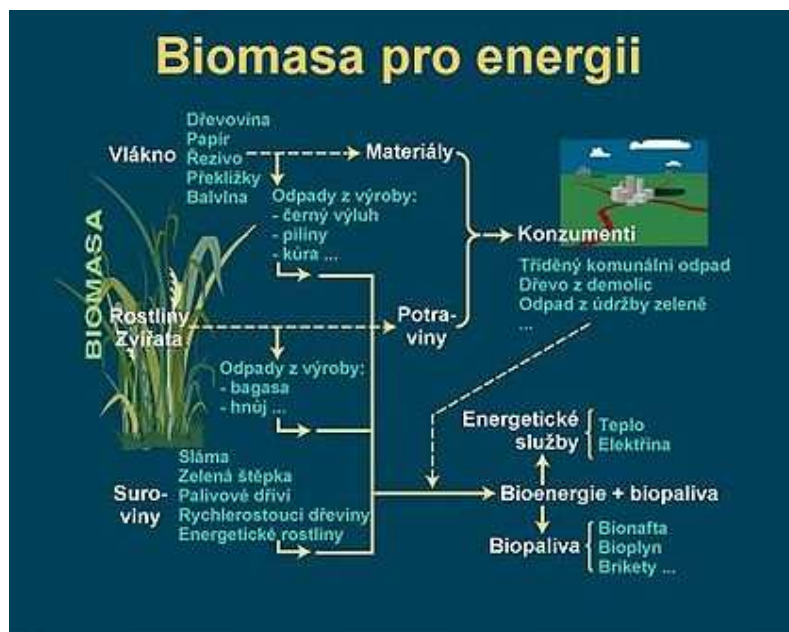 Biomasa pro energii
BIOMASA
Vlákno
Dřevovina
Papír
Řezivo
Překližky
Balvlna
Materiály
Odpady z výroby:
- černý výluh
- piliny
- kůra ...
Konzumenti
Tříděný komunální odpad
Dřevo z demolic
Odpad z údržby zeleně
...
Rostliny
Zvířata
Potra-
viny
Odpady z výroby:
- bagasa
- hnůj ...
Energetické
služby
Teplo
Elektřina
Suro-
viny
Sláma
Zelená štěpka
Palivové dříví
Rychlerostoucí dřeviny
Energetické rostliny
Bioenergie + biopaliva
Biopaliva
Bionafta
Bioplyn
Brikety ...